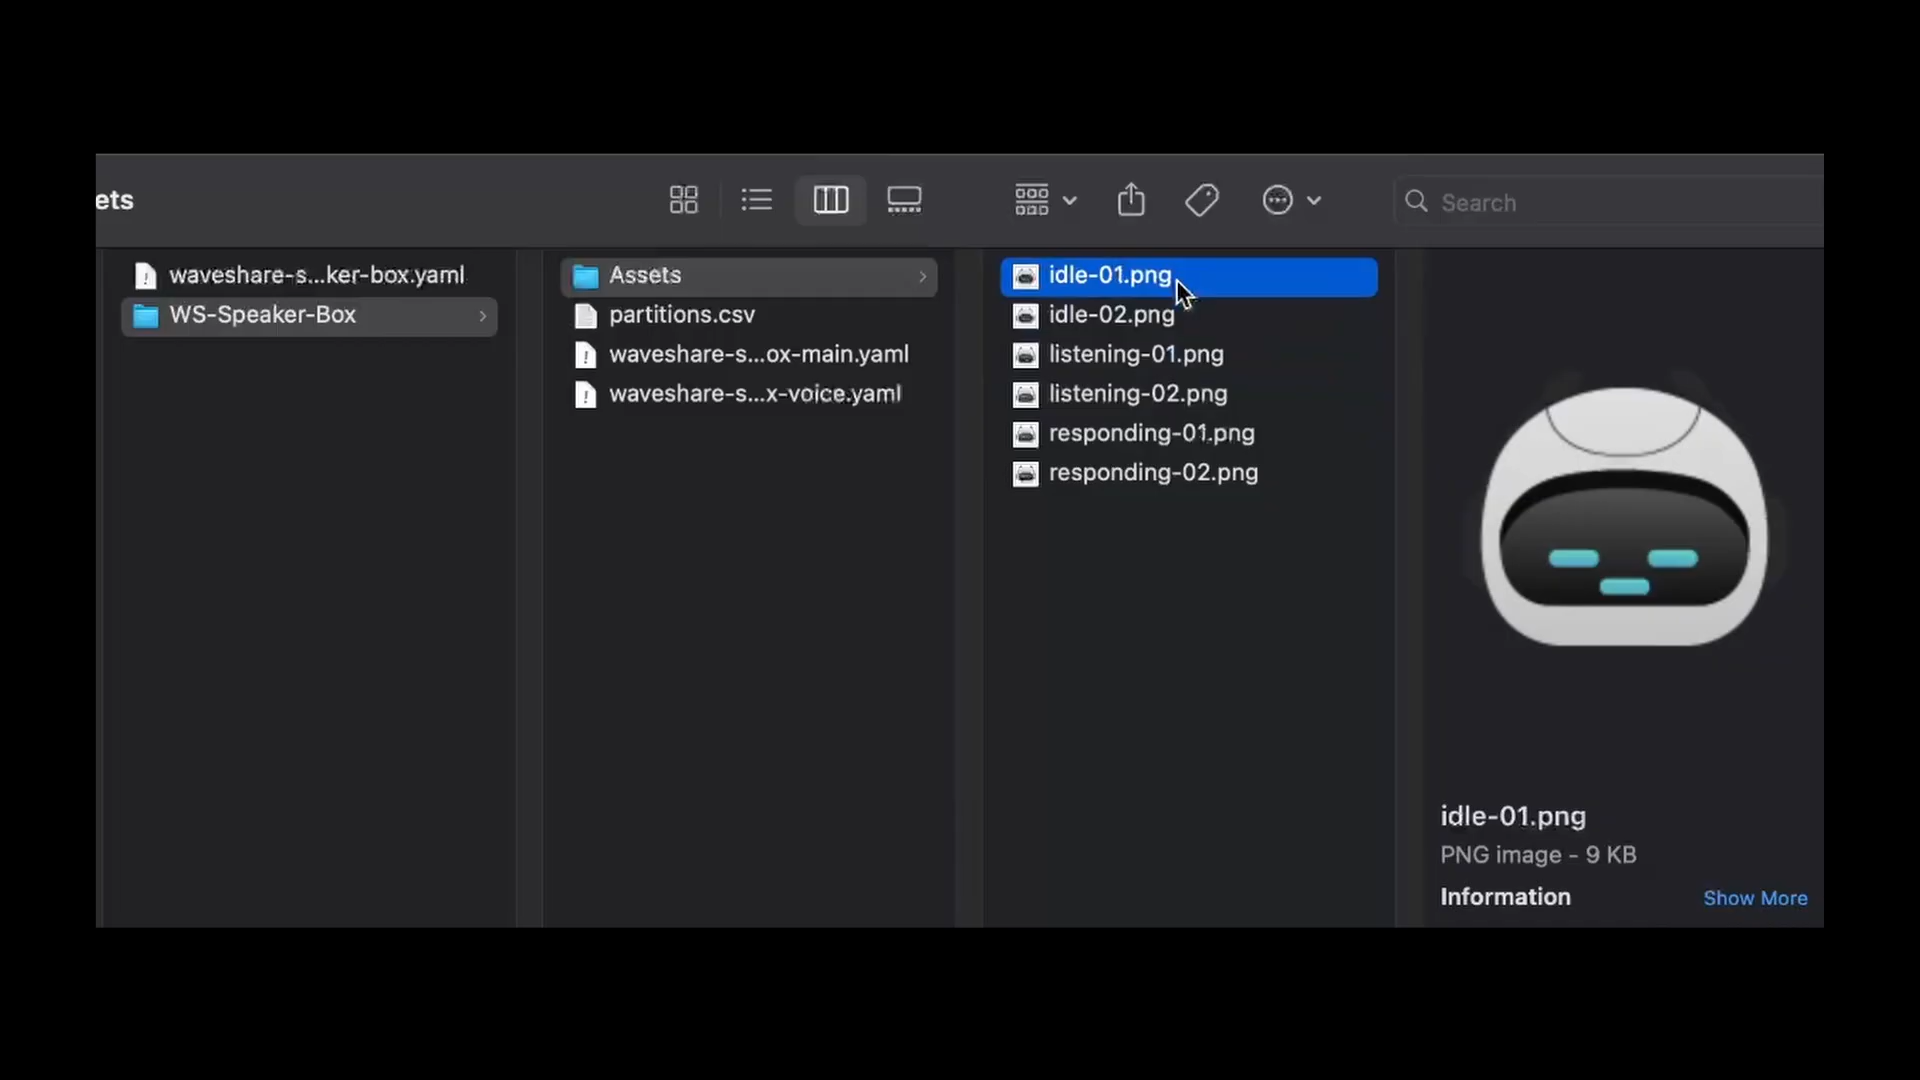 ets
Search
waveshare-s...ker-box.yaml
WS-Speaker-Box
Assets
partitions.csv
waveshare-s...ox-main.yaml
waveshare-s...x-voice.yaml
idle-01.png
idle-02.png
listening-01.png
listening-02.png
responding-01.png
responding-02.png
idle-01.png
PNG image - 9 KB
Information
Show More